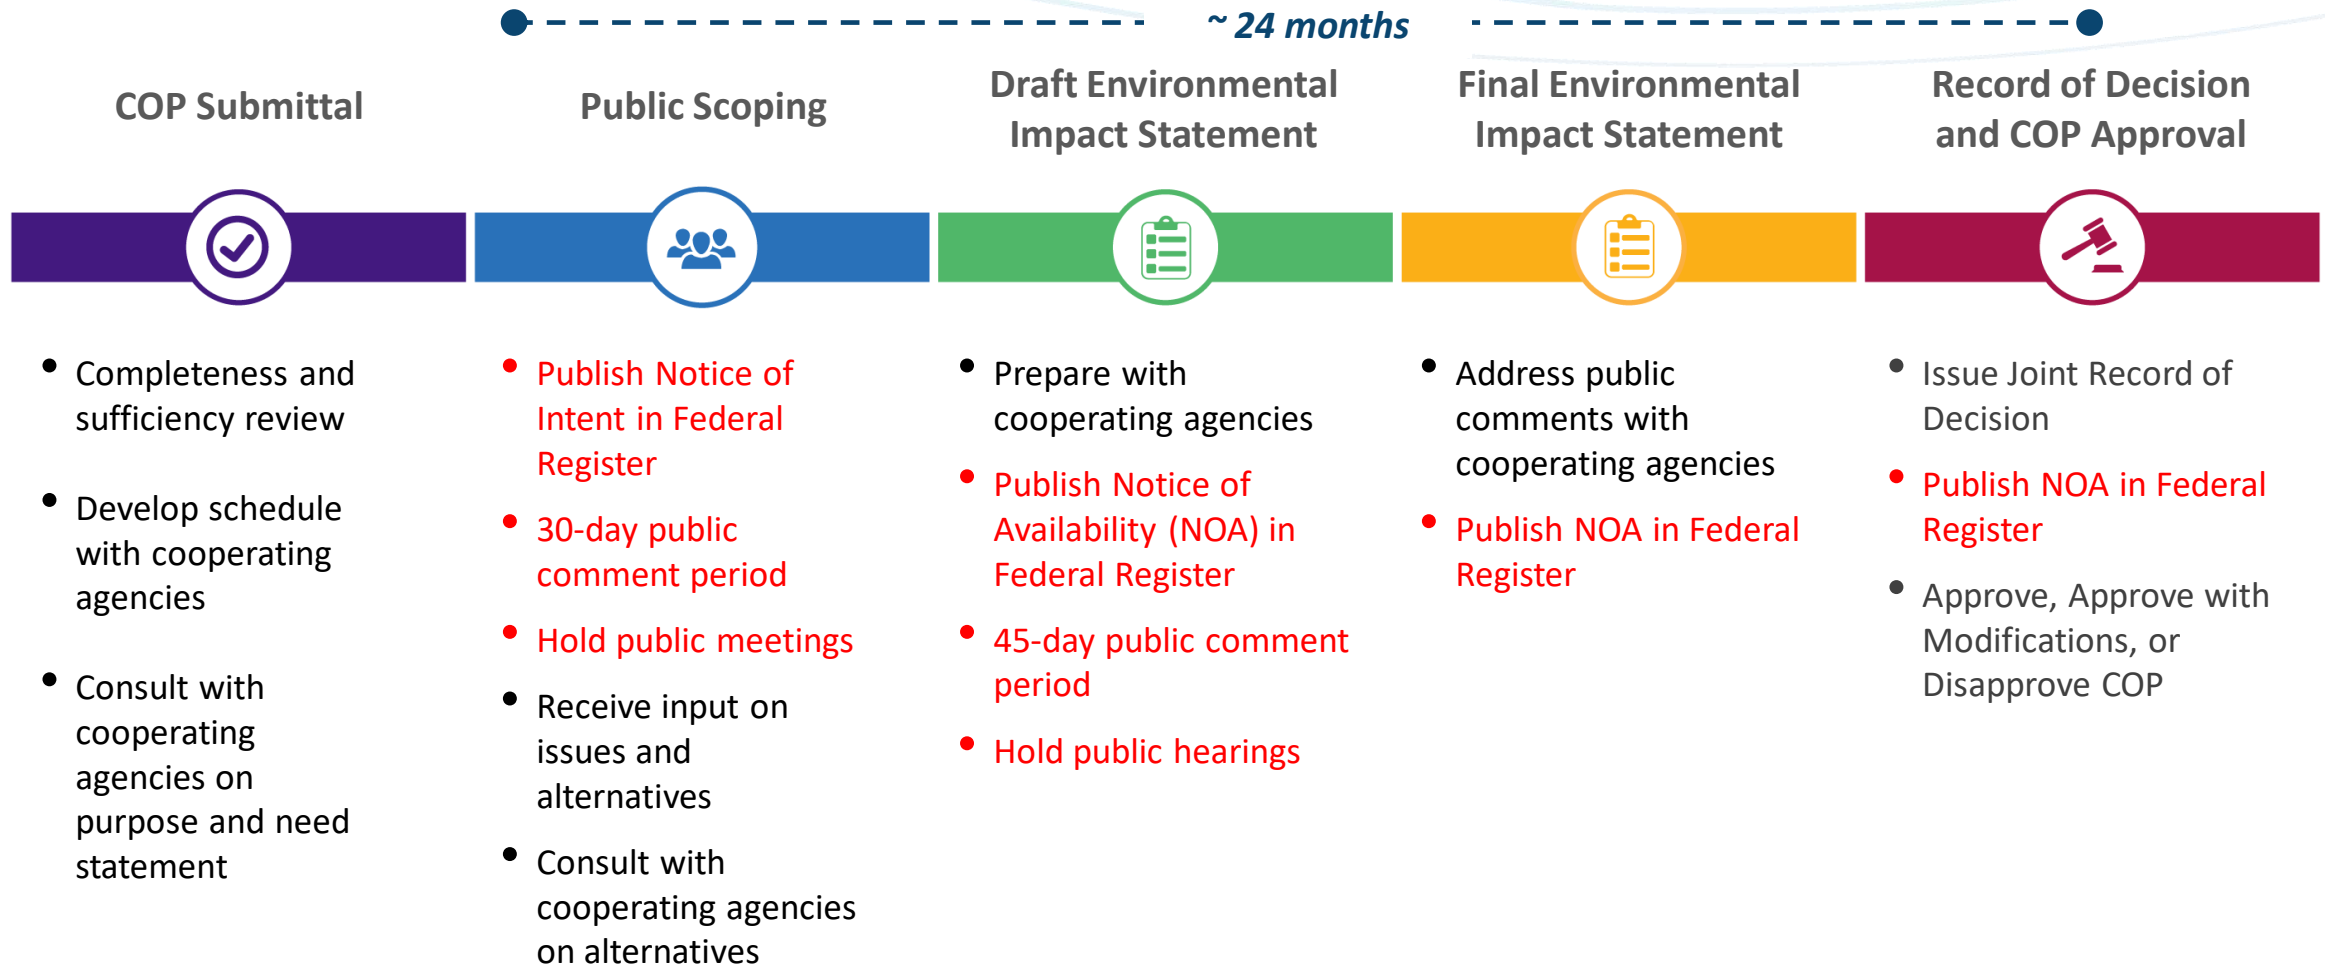 ~ 24 months
COP Submittal
Public Scoping
Draft Environmental
Impact Statement
Final Environmental
Impact Statement
Record of Decision
and COP Approval
• Completeness and
sufficiency review
• Develop schedule
with cooperating
agencies
• Consult with
cooperating
agencies on
purpose and need
statement
• Publish Notice of
Intent in Federal
Register
• 30-day public
comment period
• Hold public meetings
• Receive input on
issues and
alternatives
• Consult with
cooperating agencies
on alternatives
• Prepare with
cooperating agencies
• Publish Notice of
Availability (NOA) in
Federal Register
• 45-day public comment
period
• Hold public hearings
• Address public
comments with
cooperating agencies
• Publish NOA in Federal
Register
• Issue Joint Record of
Decision
• Publish NOA in Federal
Register
• Approve, Approve with
Modifications, or
Disapprove COP